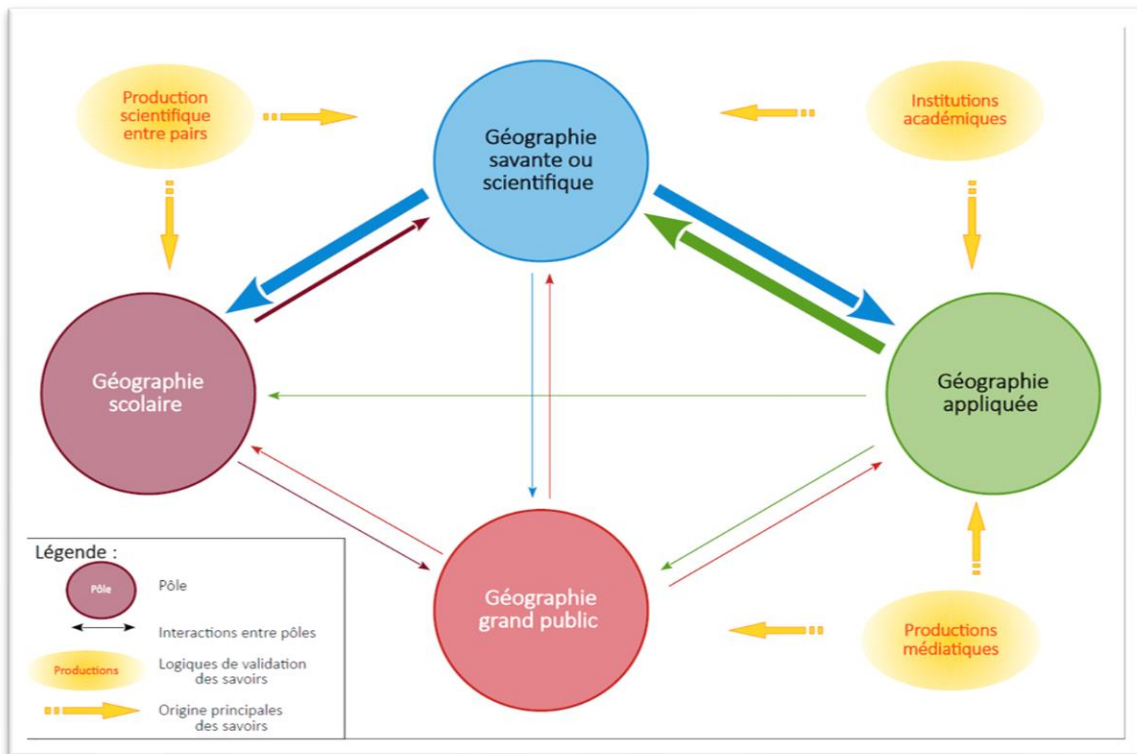 Production
scientifique
entre pairs
Géographie
savante ou
scientifique
Institutions
académiques
Géographie
scolaire
Géographie
appliquée
Géographie
grand public
Productions
médiatiques
Légende :
Pôle
Pôle
Interactions entre pôles
Productions
Logiques de validation
des savoirs
Origine principales
des savoirs